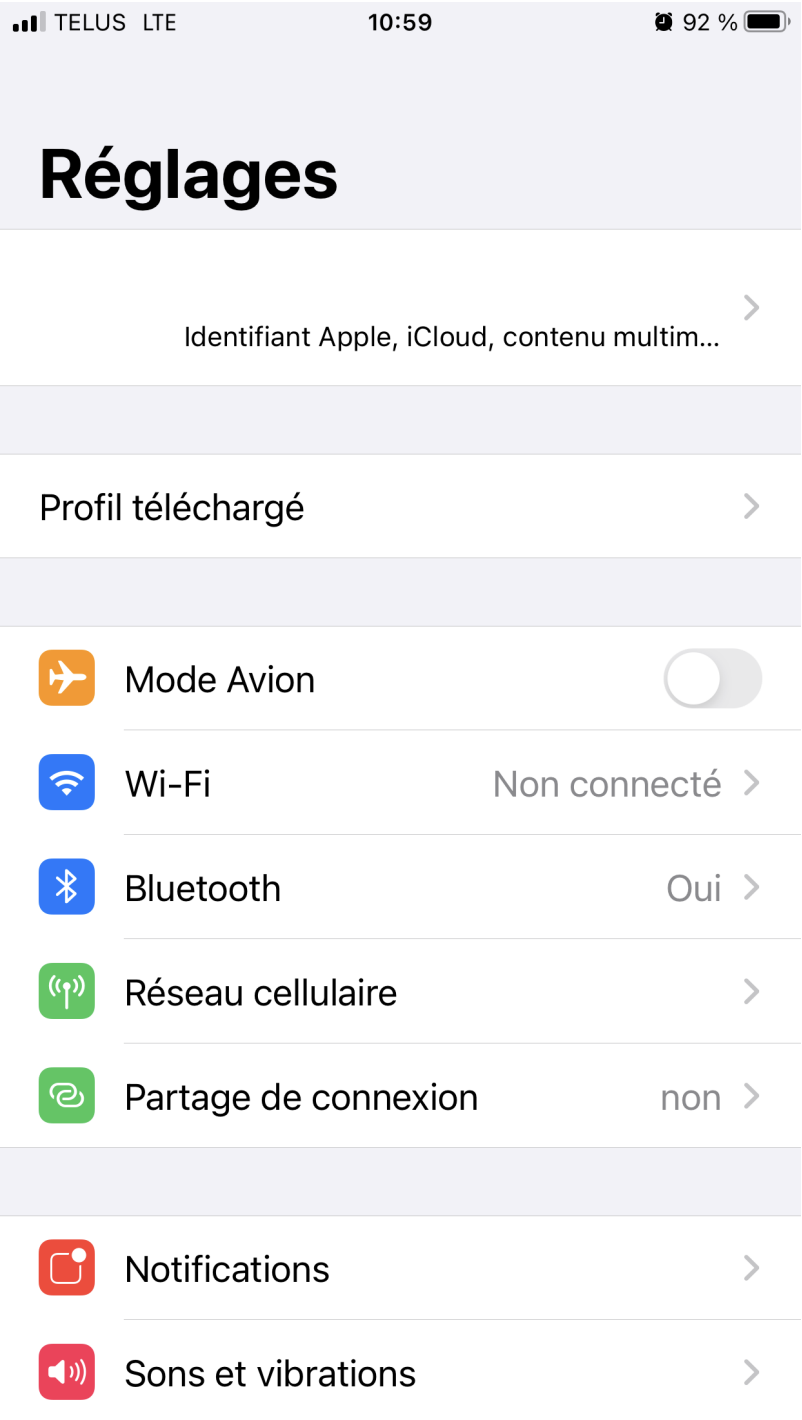 TELUS LTE 10:59 92 %
Réglages
Identifiant Apple, iCloud, contenu multim...
Profil téléchargé
Mode Avion
Wi-Fi Non connecté
Bluetooth Oui
Réseau cellulaire
Partage de connexion non
Notifications
Sons et vibrations